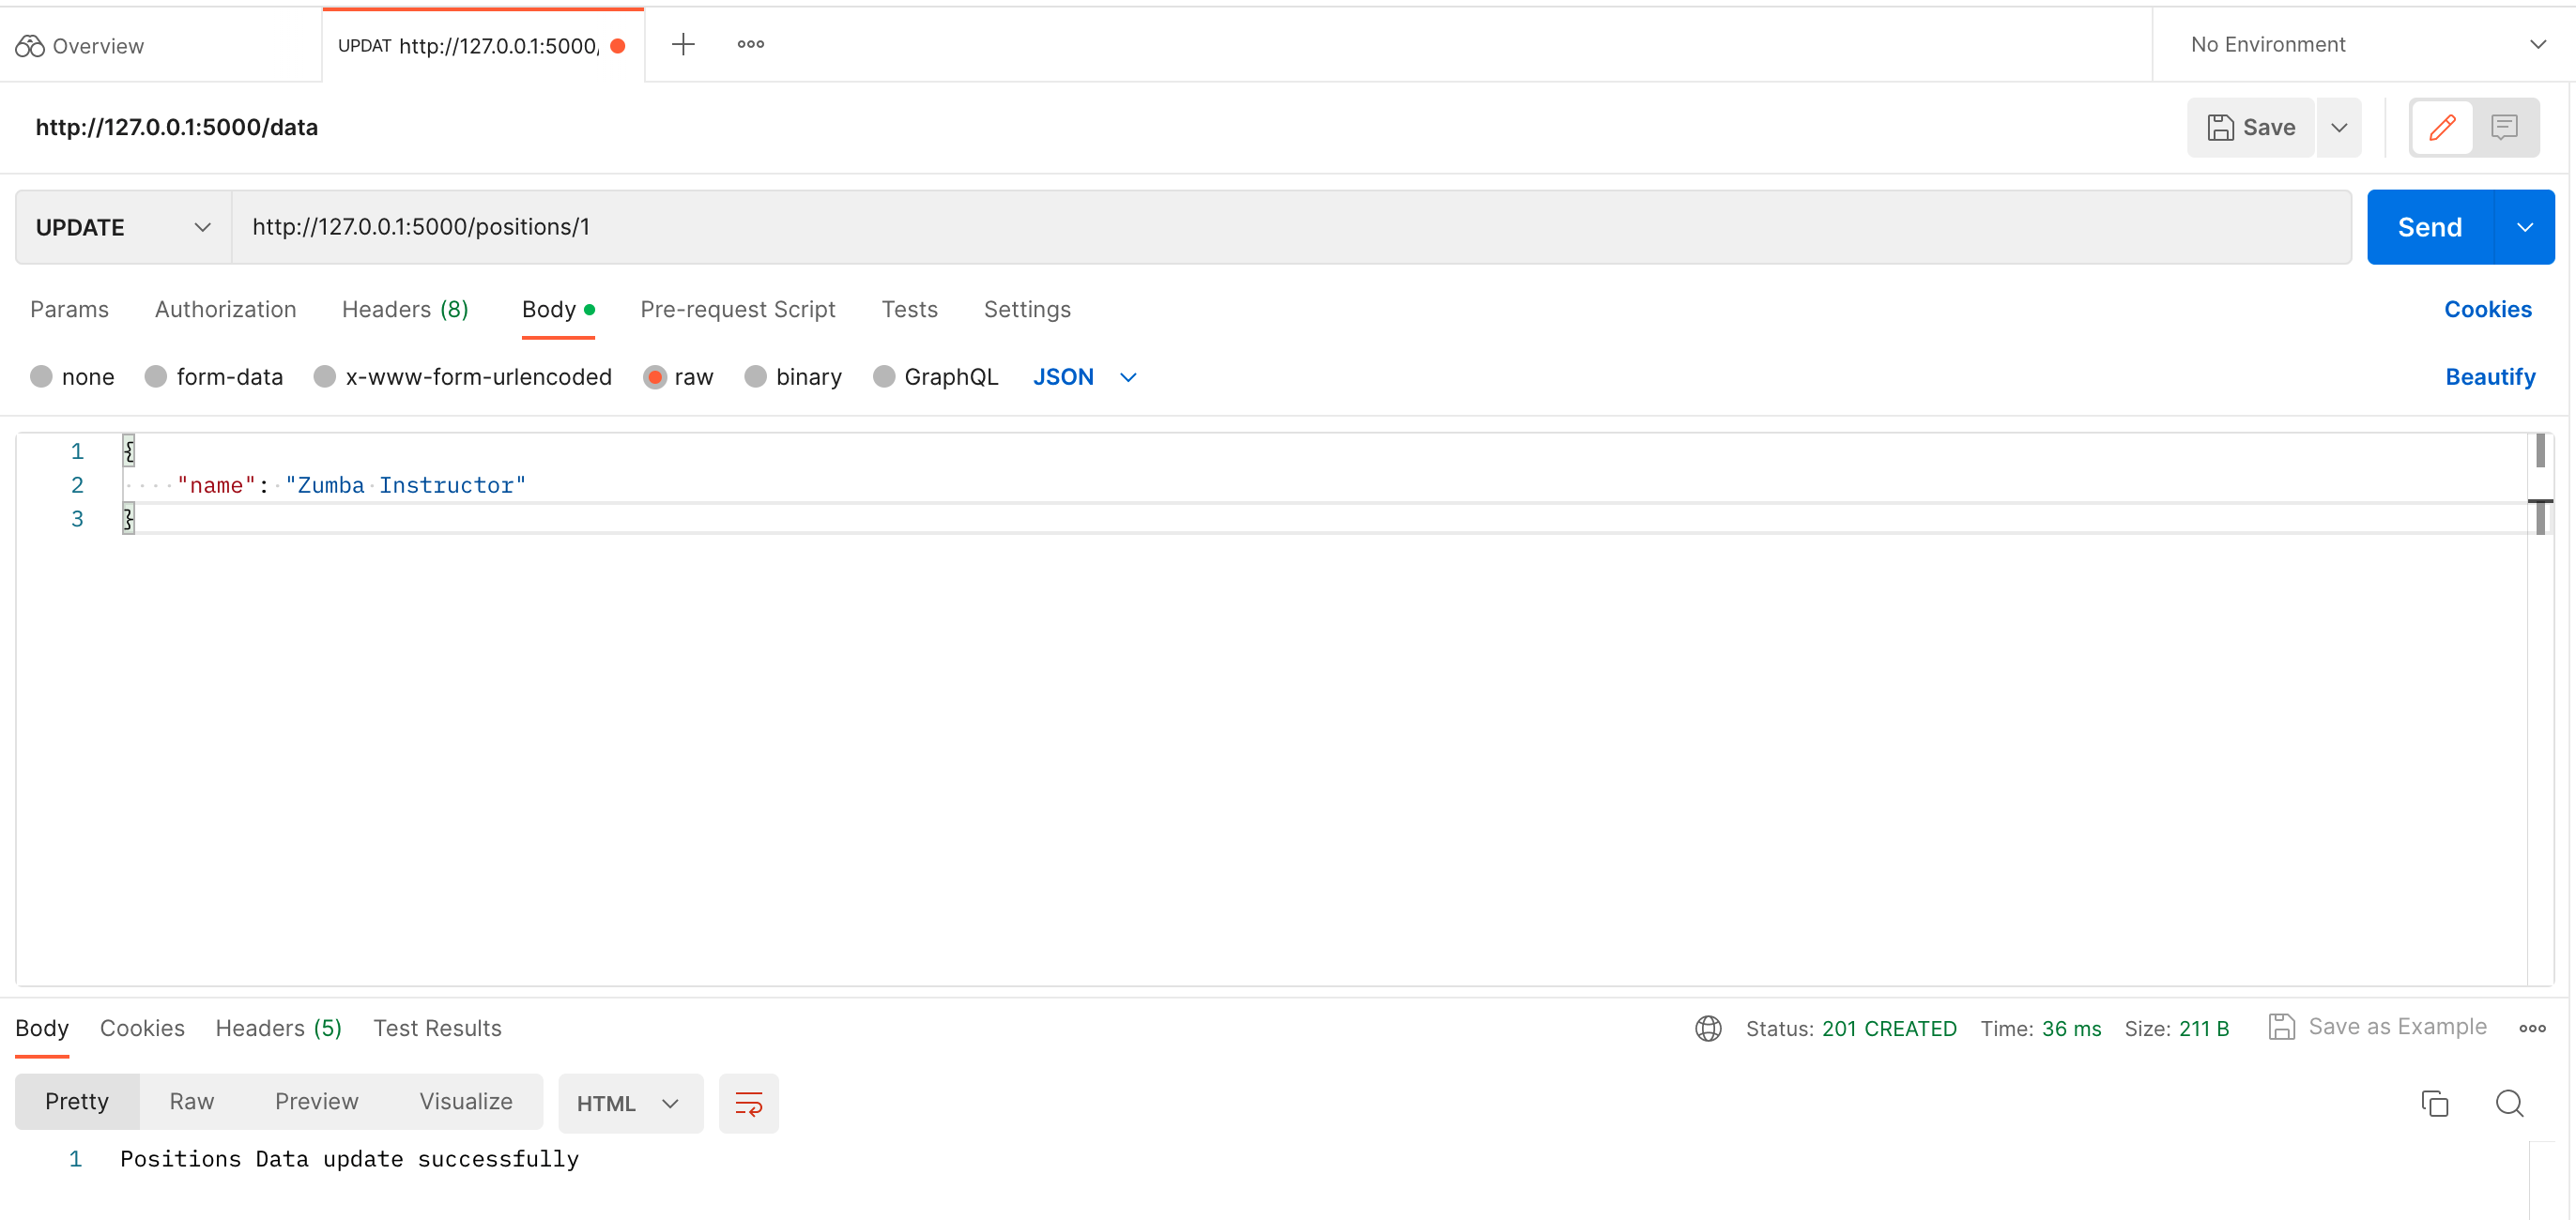 Overview
UPDAT http://127.0.0.1:5000/
No Environment
http://127.0.0.1:5000/data
Save
UPDATE http://127.0.0.1:5000/positions/1
Send
Params Authorization Headers (8) Body Pre-request Script Tests Settings Cookies
none form-data x-www-form-urlencoded raw binary GraphQL JSON Beautify
1 {
2 "name": "Zumba Instructor"
3 }
Body Cookies Headers (5) Test Results Status: 201 CREATED Time: 36 ms Size: 211 B Save as Example
Pretty Raw Preview Visualize HTML
1 Positions Data update successfully